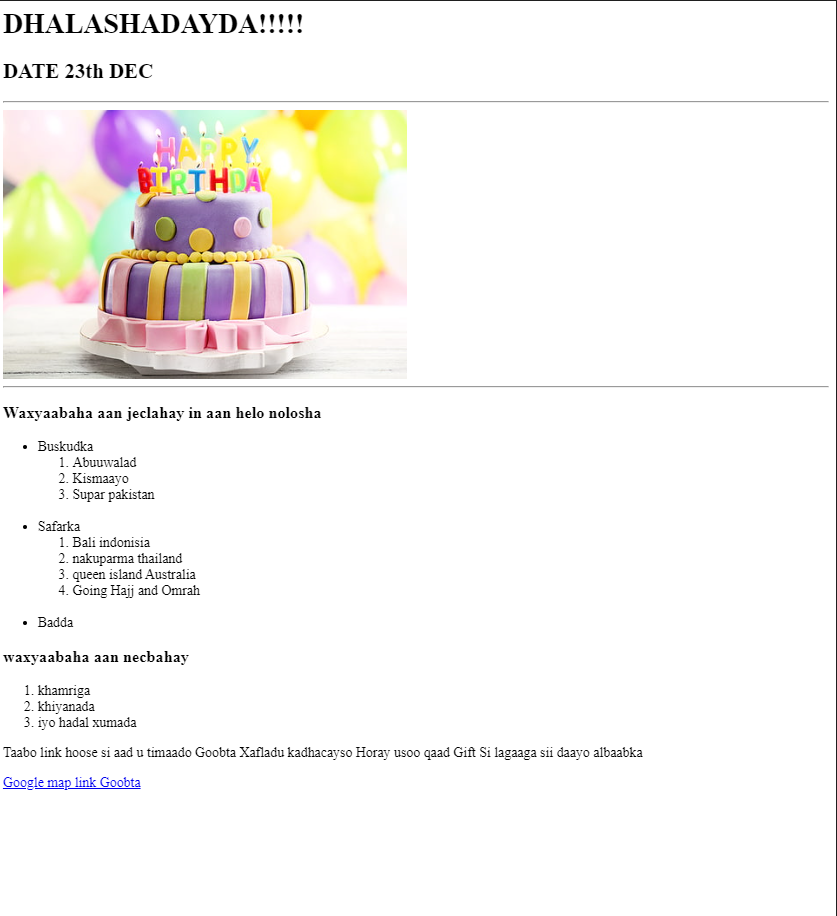 DHALASHADAYDA!!!!!
DATE 23th DEC
HAPPY
BIRTHDAY
Waxyaabaha aan jeclahay in aan helo nolosha
• Buskudka
1. Abuuwalad
2. Kismaayo
3. Supar pakistan
• Safarka
1. Bali indonisia
2. nakuparma thailand
3. queen island Australia
4. Going Hajj and Omrah
• Badda
waxyaabaha aan necbahay
1. khamriga
2. khiyanada
3. iyo hadal xumada
Taabo link hoose si aad u timaado Goobta Xafladu kadhacayso Horay usoo qaad Gift Si lagaaga sii daayo albaabka
Google map link Goobta